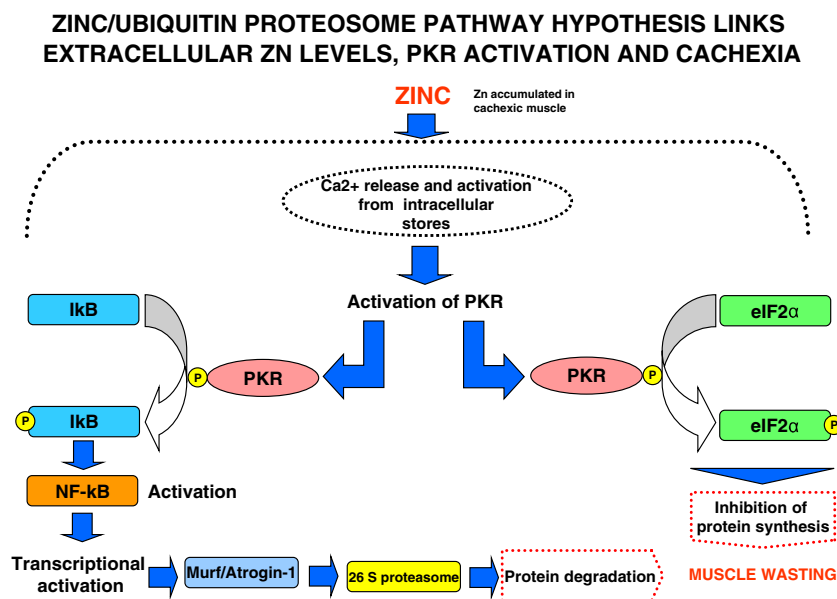 ZINC/UBIQUITIN PROTEOSOME PATHWAY HYPOTHESIS LINKS
EXTRACELLULAR ZN LEVELS, PKR ACTIVATION AND CACHEXIA
ZINC
Zn accumulated in
cachexic muscle
Ca2+ release and activation
from intracellular
stores
Activation of PKR
IkB
eIF2α
P
PKR
PKR
P
P
IkB
eIF2α
P
NF-kB
Activation
Inhibition of
protein synthesis
Transcriptional
activation
Murf/Atrogin-1
26 S proteasome
Protein degradation
MUSCLE WASTING